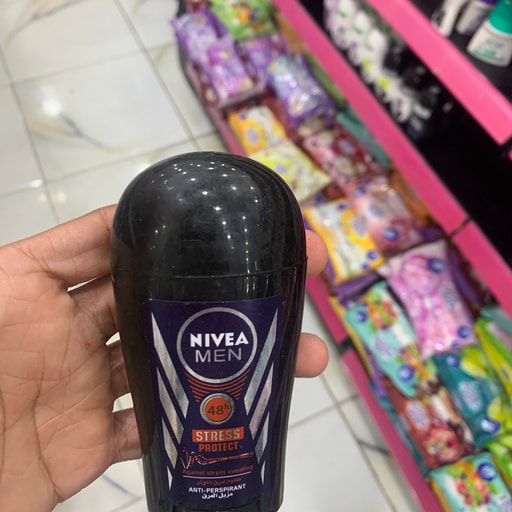 NIVEA
MEN
48h
STRESS
PROTECT
against stress sweating
ANTI-PERSPIRANT
مزيل العرق